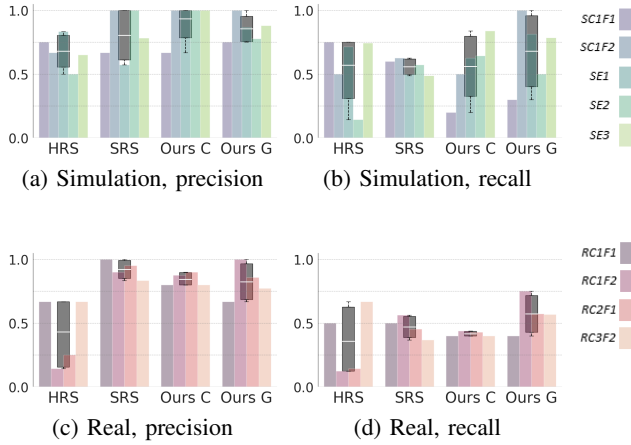 1.0
0.5
0.0
HRS SRS Ours C Ours G
(a) Simulation, precision
1.0
0.5
0.0
HRS SRS Ours C Ours G
(b) Simulation, recall
SC1F1
SC1F2
SE1
SE2
SE3
1.0
0.5
0.0
HRS SRS Ours C Ours G
(c) Real, precision
1.0
0.5
0.0
HRS SRS Ours C Ours G
(d) Real, recall
RC1F1
RC1F2
RC2F1
RC3F2